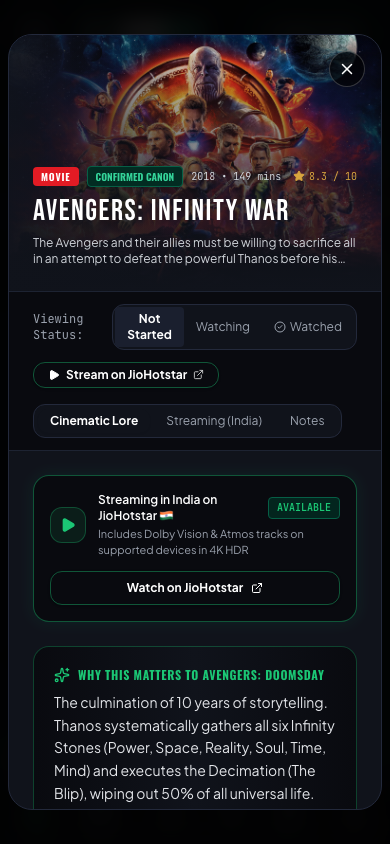 MOVIE
CONFIRMED CANON
2018 • 149 mins
8.3 / 10
AVENGERS: INFINITY WAR
The Avengers and their allies must be willing to sacrifice all
in an attempt to defeat the powerful Thanos before his…
Viewing
Status:
Not
Started
Watching
Watched
Stream on JioHotstar
Cinematic Lore
Streaming (India)
Notes
Streaming in India on
JioHotstar 🇮🇳
AVAILABLE
Includes Dolby Vision & Atmos tracks on
supported devices in 4K HDR
Watch on JioHotstar
WHY THIS MATTERS TO AVENGERS: DOOMSDAY
The culmination of 10 years of storytelling.
Thanos systematically gathers all six Infinity
Stones (Power, Space, Reality, Soul, Time,
Mind) and executes the Decimation (The
Blip), wiping out 50% of all universal life.